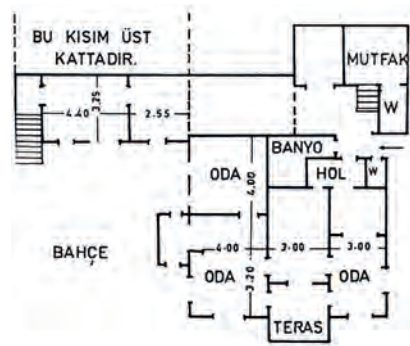 BU KISIM ÜST
KATTADIR.
MUTFAK
W
4.40
3.25
2.55
BANYO
ODA
HOL
W
4.00
BAHÇE
4.00
3.00
3.00
ODA
3.20
ODA
TERAS